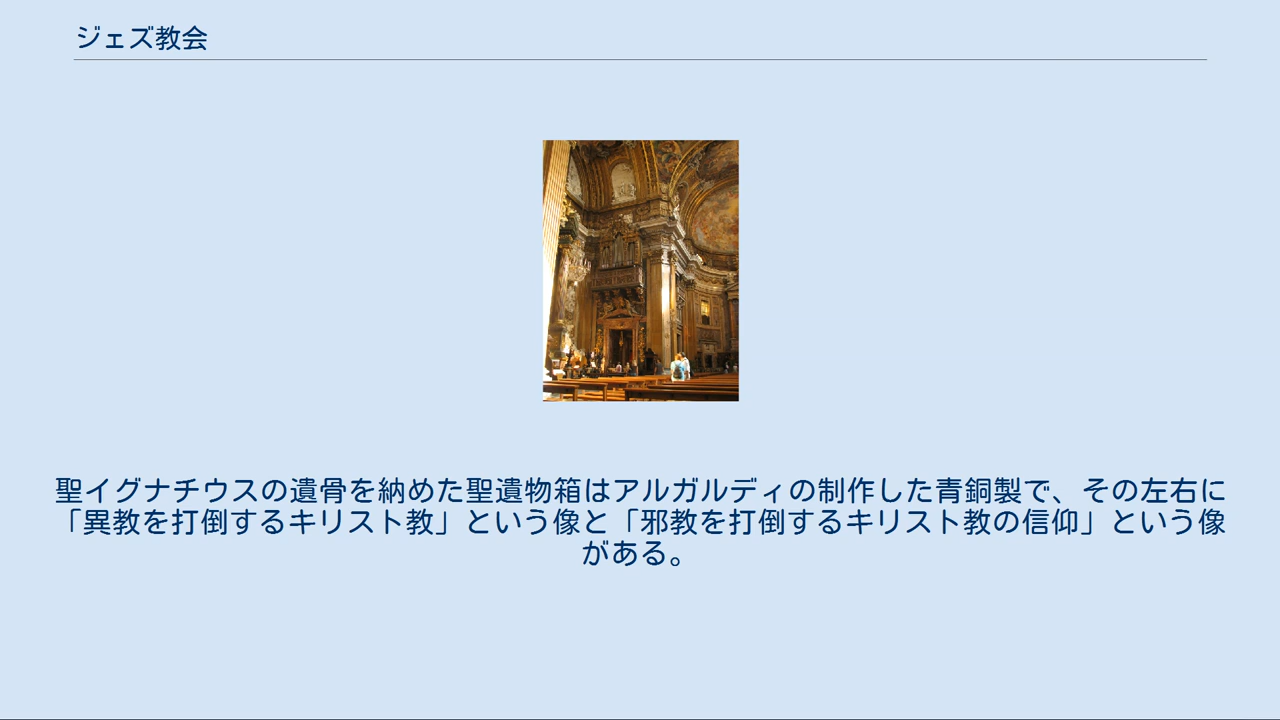 ジェズ教会
聖イグナチウスの遺骨を納めた聖遺物箱はアルガルディの制作した青銅製で、その左右に
「異教を打倒するキリスト教」という像と「邪教を打倒するキリスト教の信仰」という像
がある。